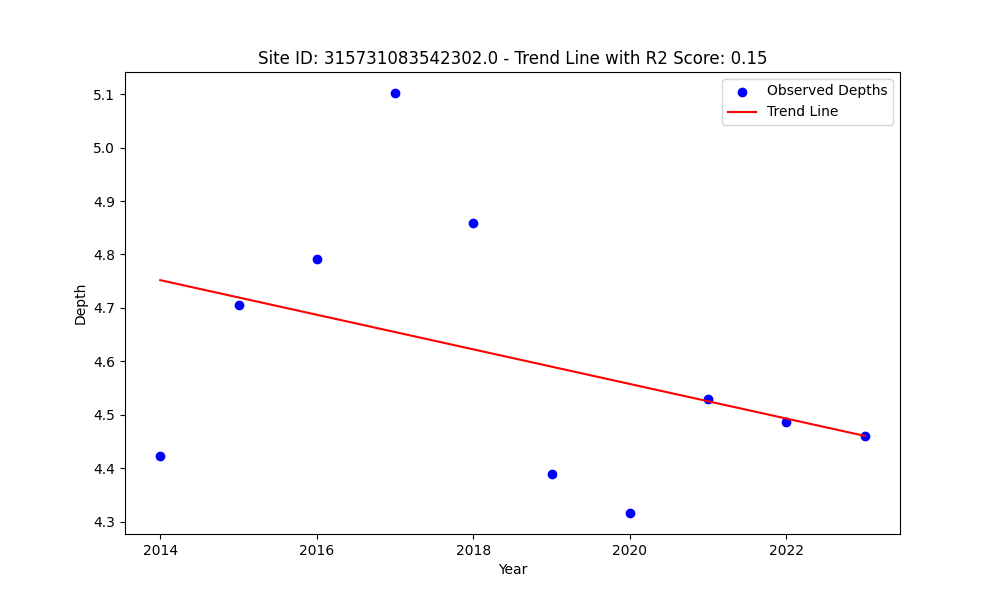 Site ID: 315731083542302.0 - Trend Line with R2 Score: 0.15
Observed Depths
Trend Line
5.1
5.0
4.9
4.8
4.7
4.6
4.5
4.4
4.3
Depth
2014
2016
2018
2020
2022
Year